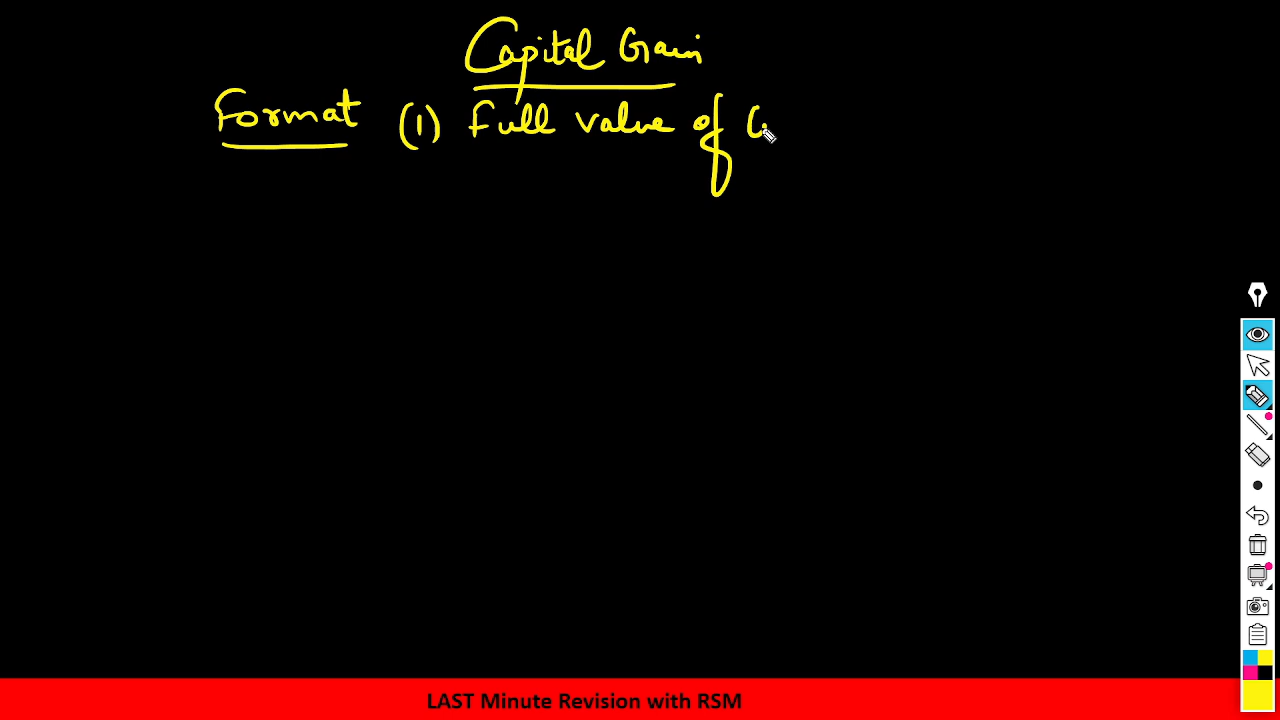 Capital Gain
Format (1) Full value of
LAST Minute Revision with RSM